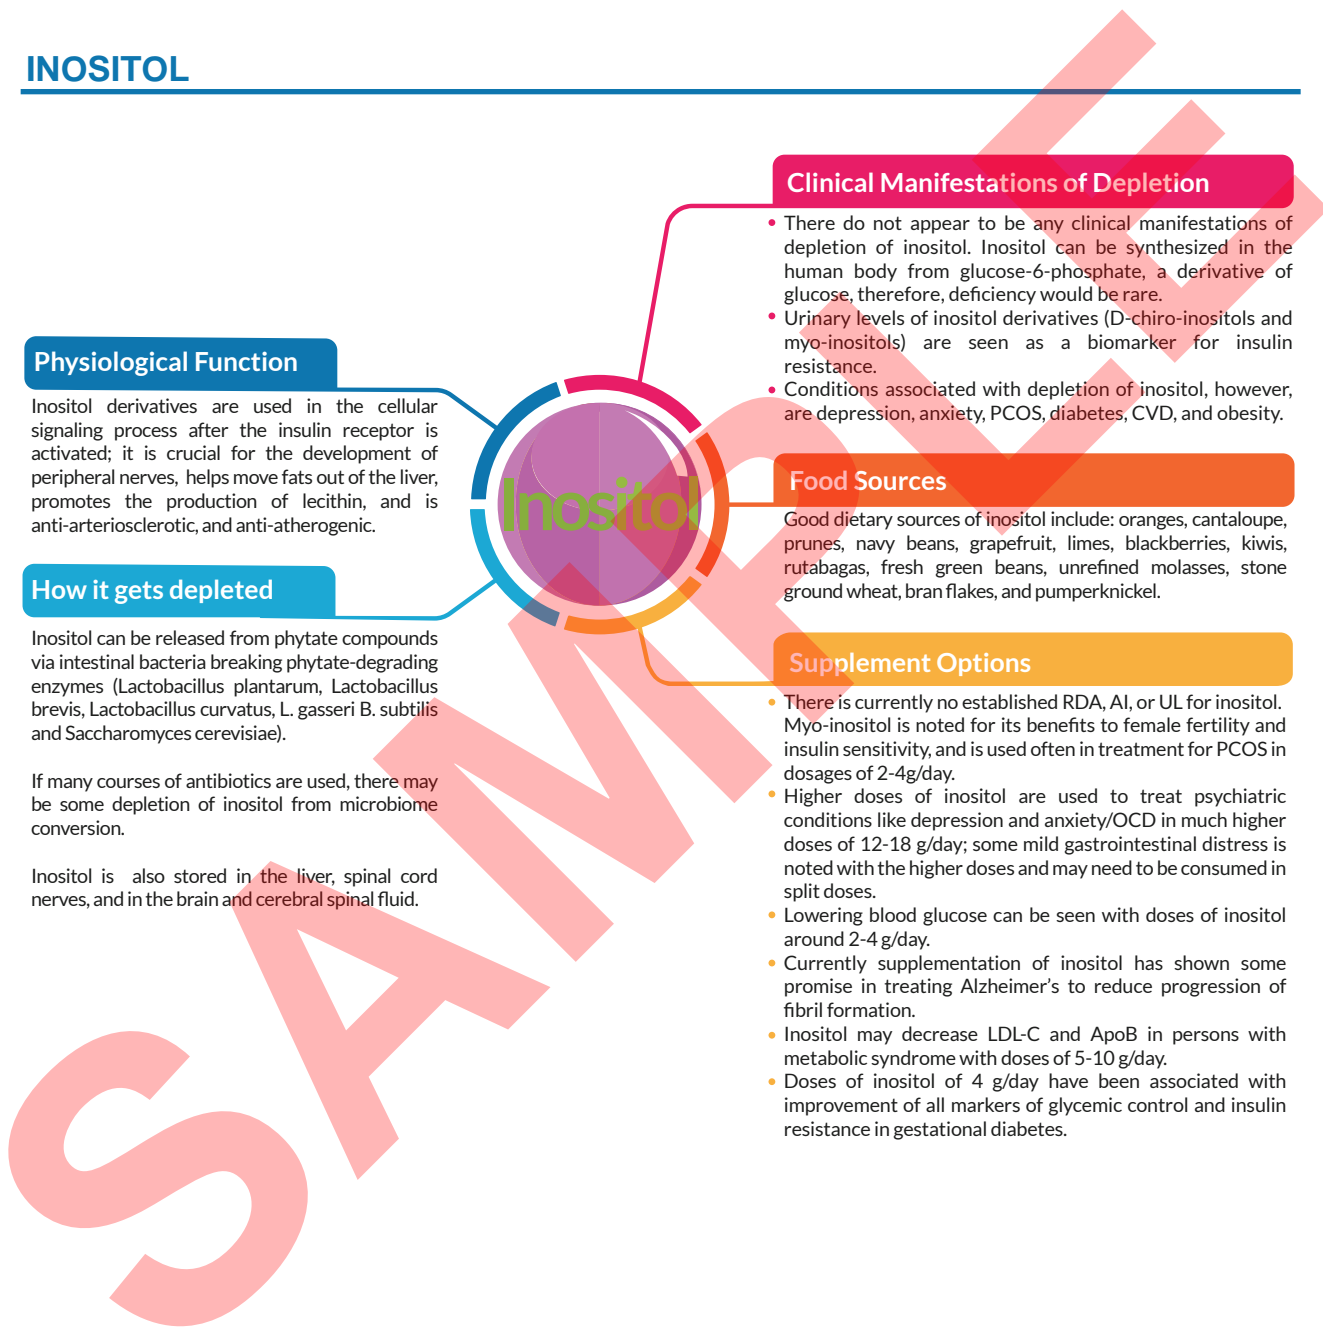 INOSITOL
Physiological Function
Inositol derivatives are used in the cellular
signaling process after the insulin receptor is
activated; it is crucial for the development of
peripheral nerves, helps move fats out of the liver,
promotes the production of lecithin, and is
anti-arteriosclerotic, and anti-atherogenic.
How it gets depleted
Inositol can be released from phytate compounds
via intestinal bacteria breaking phytate-degrading
enzymes (Lactobacillus plantarum, Lactobacillus
brevis, Lactobacillus curvatus, L. gasseri B. subtilis
and Saccharomyces cerevisiae).
If many courses of antibiotics are used, there may
be some depletion of inositol from microbiome
conversion.
Inositol is also stored in the liver, spinal cord
nerves, and in the brain and cerebral spinal fluid.
Inositol
Clinical Manifestations of Depletion
• There do not appear to be any clinical manifestations of
depletion of inositol. Inositol can be synthesized in the
human body from glucose-6-phosphate, a derivative of
glucose, therefore, deficiency would be rare.
• Urinary levels of inositol derivatives (D-chiro-inositols and
myo-inositols) are seen as a biomarker for insulin
resistance.
• Conditions associated with depletion of inositol, however,
are depression, anxiety, PCOS, diabetes, CVD, and obesity.
Food Sources
Good dietary sources of inositol include: oranges, cantaloupe,
prunes, navy beans, grapefruit, limes, blackberries, kiwis,
rutabagas, fresh green beans, unrefined molasses, stone
ground wheat, bran flakes, and pumperknickel.
Supplement Options
• There is currently no established RDA, AI, or UL for inositol.
Myo-inositol is noted for its benefits to female fertility and
insulin sensitivity, and is used often in treatment for PCOS in
dosages of 2-4g/day.
• Higher doses of inositol are used to treat psychiatric
conditions like depression and anxiety/OCD in much higher
doses of 12-18 g/day; some mild gastrointestinal distress is
noted with the higher doses and may need to be consumed in
split doses.
• Lowering blood glucose can be seen with doses of inositol
around 2-4 g/day.
• Currently supplementation of inositol has shown some
promise in treating Alzheimer's to reduce progression of
fibril formation.
• Inositol may decrease LDL-C and ApoB in persons with
metabolic syndrome with doses of 5-10 g/day.
• Doses of inositol of 4 g/day have been associated with
improvement of all markers of glycemic control and insulin
resistance in gestational diabetes.
SAMPLE